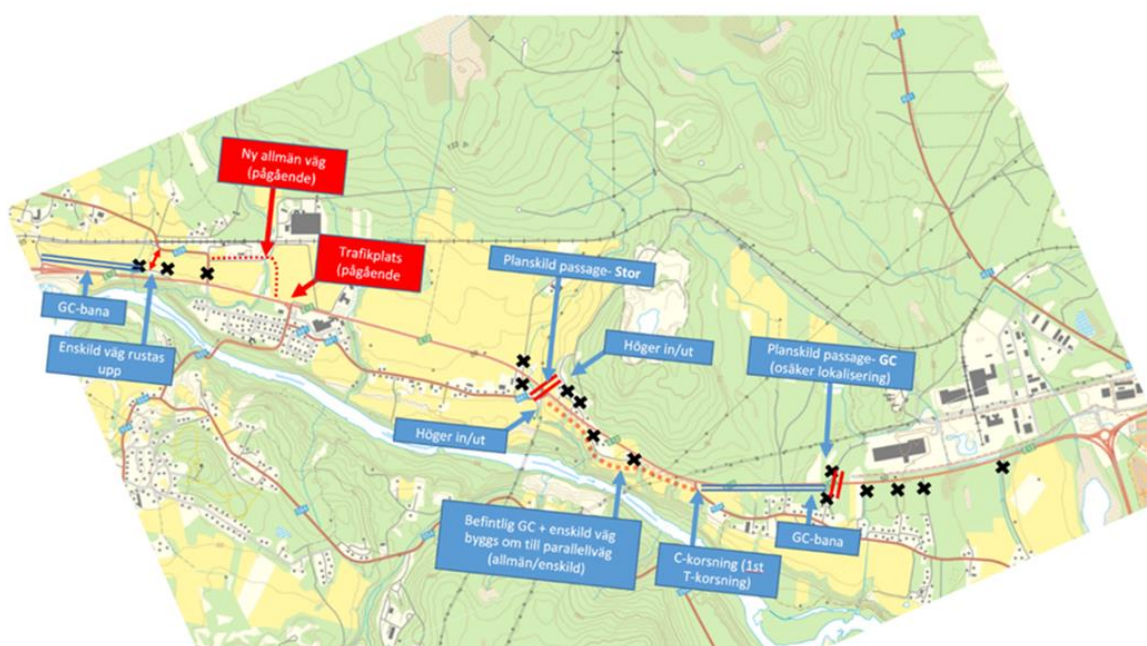 Ny allmän väg
(pågående)
Trafikplats
(pågående
Planskild passage- Stor
GC-bana
Enskild väg rustas
upp
Höger in/ut
Planskild passage- GC
(osäker lokalisering)
Höger in/ut
Befintlig GC + enskild väg
byggs om till parallellväg
(allmän/enskild)
C-korsning (1st
T-korsning)
GC-bana